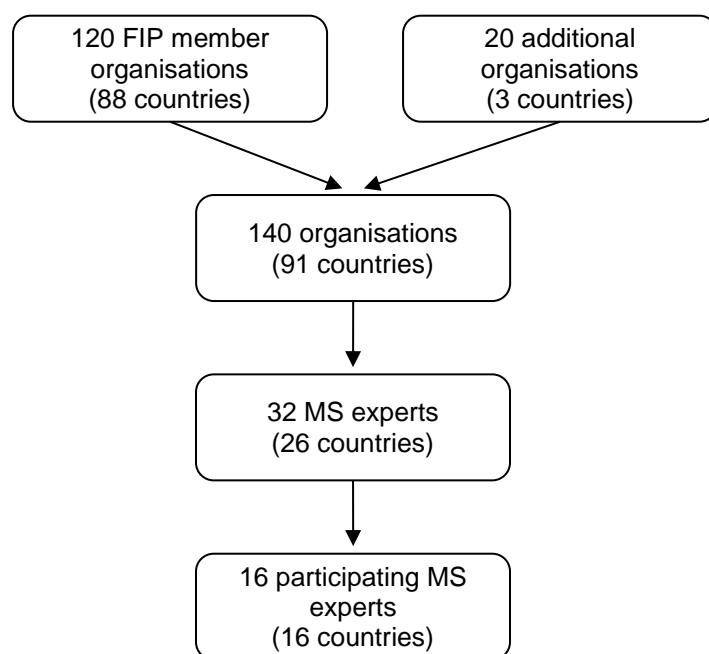 120 FIP member
organisations
(88 countries)
20 additional
organisations
(3 countries)
140 organisations
(91 countries)
32 MS experts
(26 countries)
16 participating MS
experts
(16 countries)